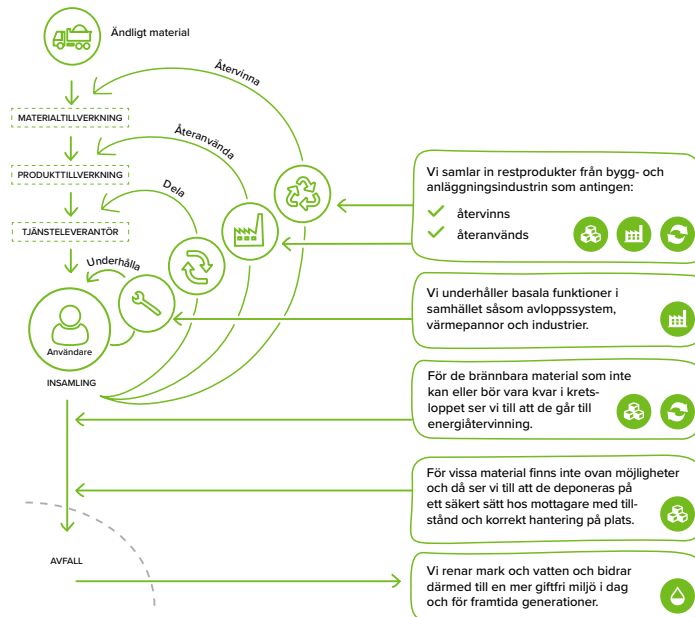 Ändligt material
Återvinna
MATERIALTILLVERKNING
Återanvända
PRODUKTTILLVERKNING
Dela
TJÄNSTELEVERANTÖR
Underhålla
Användare
INSAMLING
AVFALL
Vi samlar in restprodukter från bygg- och
anläggningsindustrin som antingen:
återvinns
återanvänds
Vi underhåller basala funktioner i
samhället såsom avloppssystem,
värmepannor och industrier.
För de brännbara material som inte
kan eller bör vara kvar i krets-
loppet ser vi till att de går till
energiåtervinning.
För vissa material finns inte ovan möjligheter
och då ser vi till att de deponeras på
ett säkert sätt hos mottagare med till-
stånd och korrekt hantering på plats.
Vi renar mark och vatten och bidrar
därmed till en mer giftfri miljö i dag
och för framtida generationer.